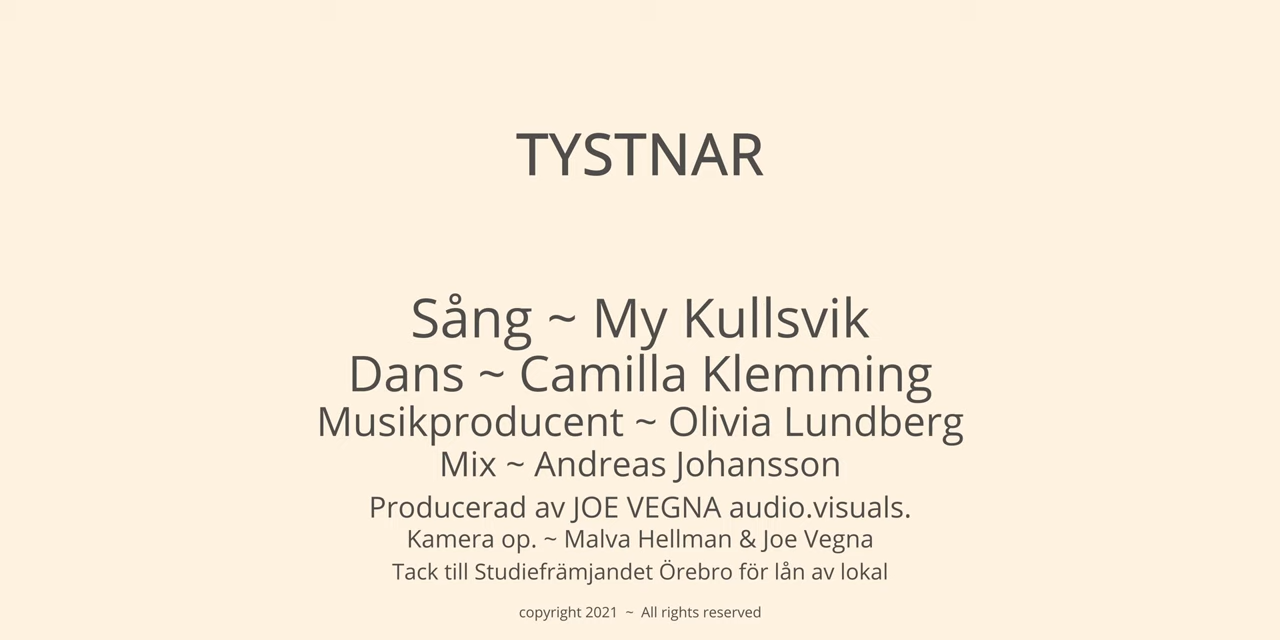 TYSTNAR
Sång ~ My Kullsvik
Dans ~ Camilla Klemming
Musikproducent ~ Olivia Lundberg
Mix ~ Andreas Johansson
Producerad av JOE VEGNA audio.visuals.
Kamera op. ~ Malva Hellman & Joe Vegna
Tack till Studiefrämjandet Örebro för lån av lokal
copyright 2021 ~ All rights reserved